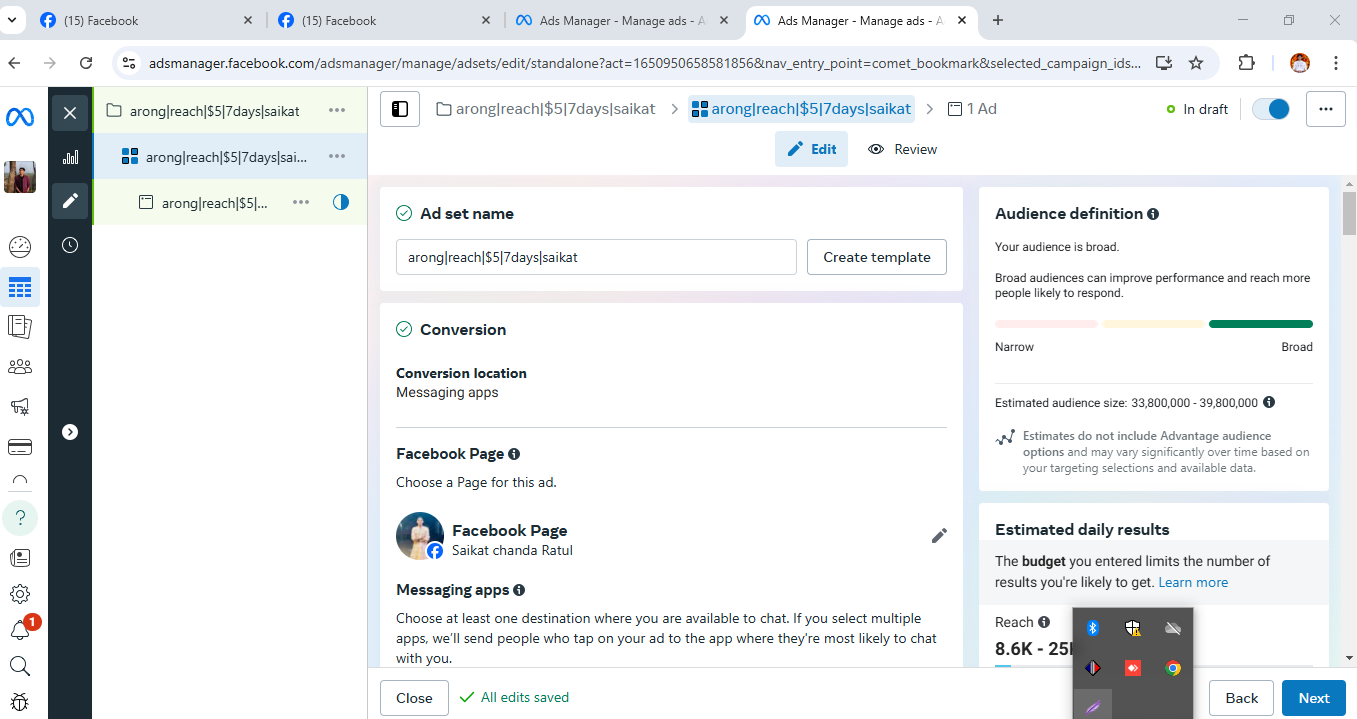 (15) Facebook
(15) Facebook
Ads Manager - Manage ads - A
Ads Manager - Manage ads - A
adsmanager.facebook.com/adsmanager/manage/adsets/edit/standalone?act=1650950658581856&nav_entry_point=comet_bookmark&selected_campaign_ids...
arong|reach|$5|7days|saikat
arong|reach|$5|7days|sai...
arong|reach|$5|...
arong|reach|$5|7days|saikat
arong|reach|$5|7days|saikat
1 Ad
In draft
Edit
Review
Ad set name
arong|reach|$5|7days|saikat
Create template
Conversion
Conversion location
Messaging apps
Facebook Page
Choose a Page for this ad.
Facebook Page
Saikat chanda Ratul
Messaging apps
Choose at least one destination where you are available to chat. If you select multiple
apps, we'll send people who tap on your ad to the app where they're most likely to chat
with you.
Audience definition
Your audience is broad.
Broad audiences can improve performance and reach more
people likely to respond.
Narrow
Broad
Estimated audience size: 33,800,000 - 39,800,000
Estimates do not include Advantage audience
options and may vary significantly over time based on
your targeting selections and available data.
Estimated daily results
The budget you entered limits the number of
results you're likely to get. Learn more
Reach
8.6K - 25K
1
?
Close
All edits saved
Back
Next